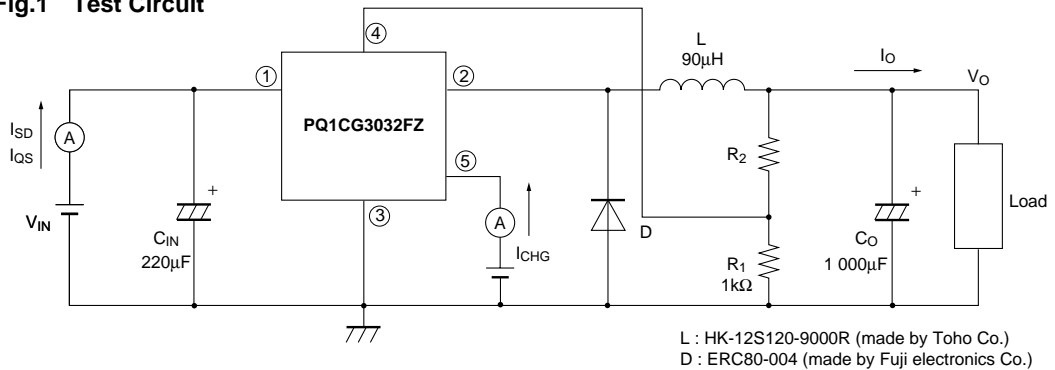 Fig.1 Test Circuit
④
L
90µH
IO
VO
①
②
PQ1CG3032FZ
ISD
IQS
A
R2
⑤
VIN
+
CIN
220µF
③
A
ICHG
D
R1
1kΩ
+
CO
1 000µF
Load
L : HK-12S120-9000R (made by Toho Co.)
D : ERC80-004 (made by Fuji electronics Co.)